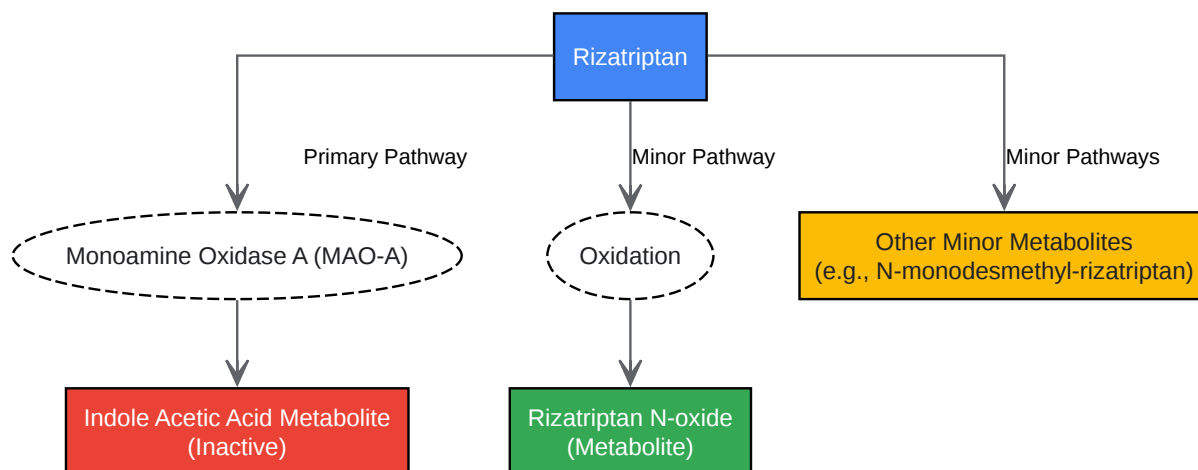 Rizatriptan
Primary Pathway
Minor Pathway
Minor Pathways
Monoamine Oxidase A (MAO-A)
Oxidation
Other Minor Metabolites
(e.g., N-monodesmethyl-rizatriptan)
Indole Acetic Acid Metabolite
(Inactive)
Rizatriptan N-oxide
(Metabolite)